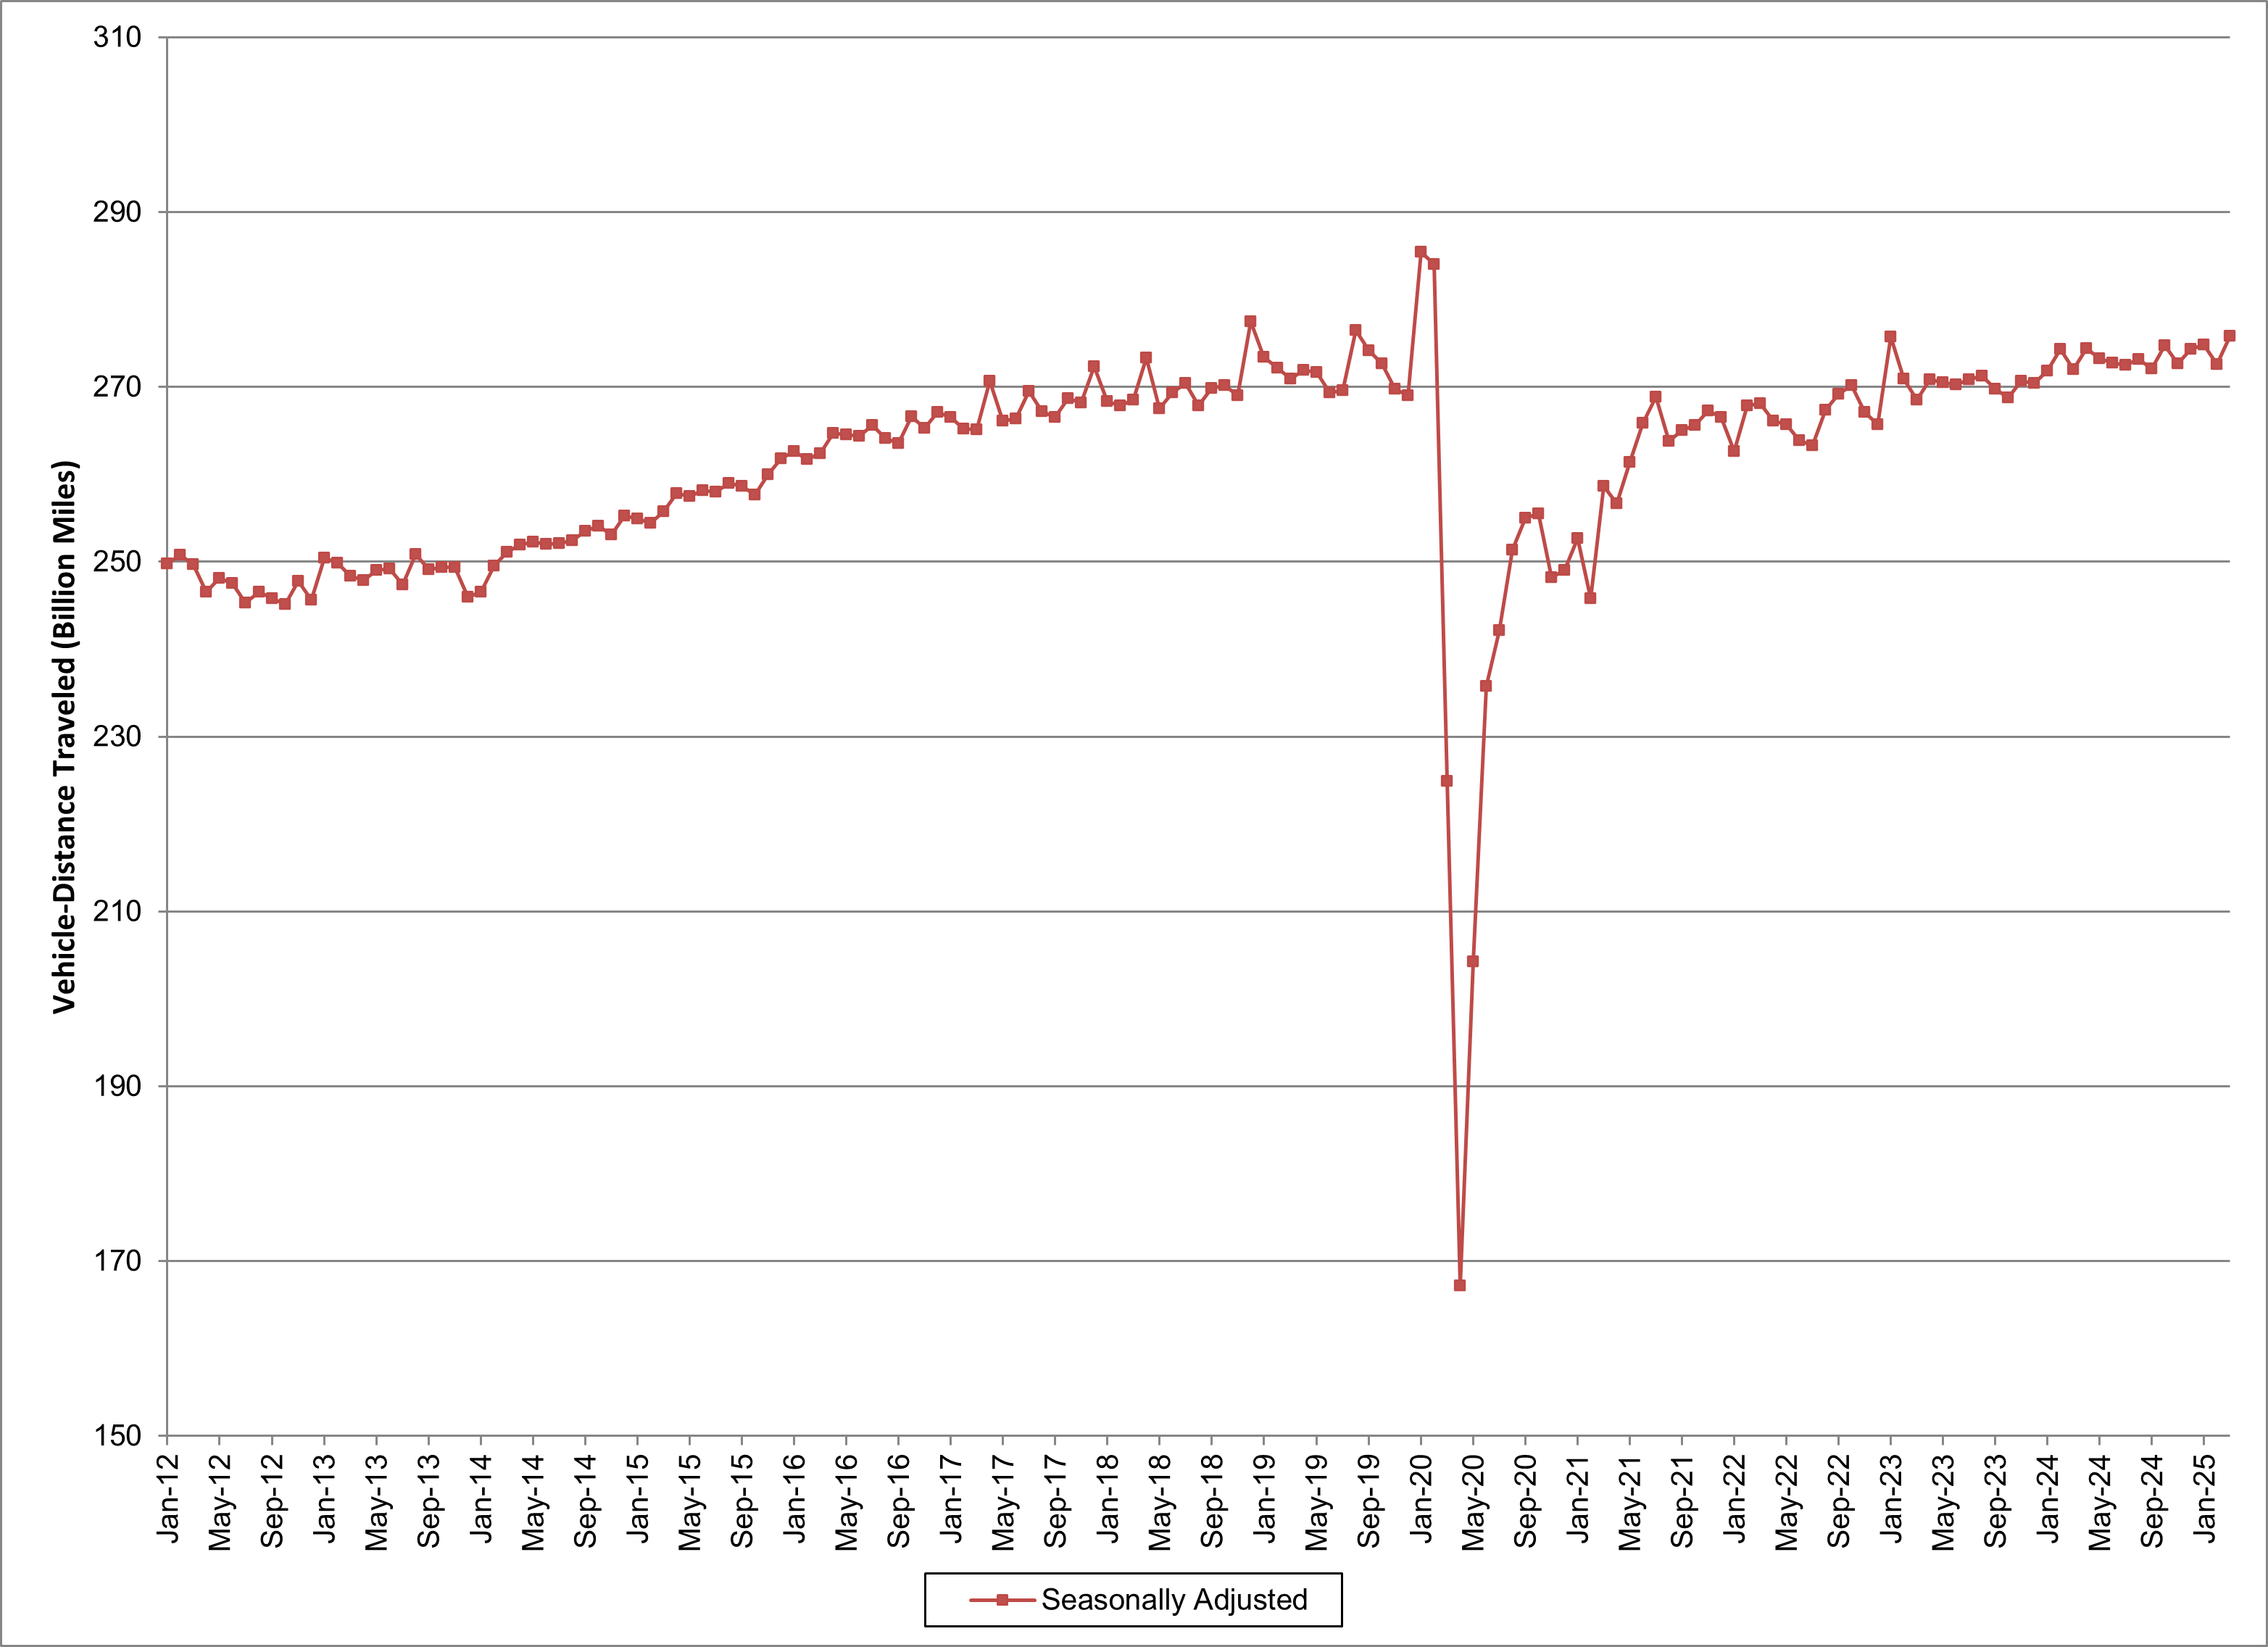 310
290
270
250
230
210
190
170
150
Vehicle-Distance Traveled (Billion Miles)
Jan-12
May-12
Sep-12
Jan-13
May-13
Sep-13
Jan-14
May-14
Sep-14
Jan-15
May-15
Sep-15
Jan-16
May-16
Sep-16
Jan-17
May-17
Sep-17
Jan-18
May-18
Sep-18
Jan-19
May-19
Sep-19
Jan-20
May-20
Sep-20
Jan-21
May-21
Sep-21
Jan-22
May-22
Sep-22
Jan-23
May-23
Sep-23
Jan-24
May-24
Sep-24
Jan-25
Seasonally Adjusted